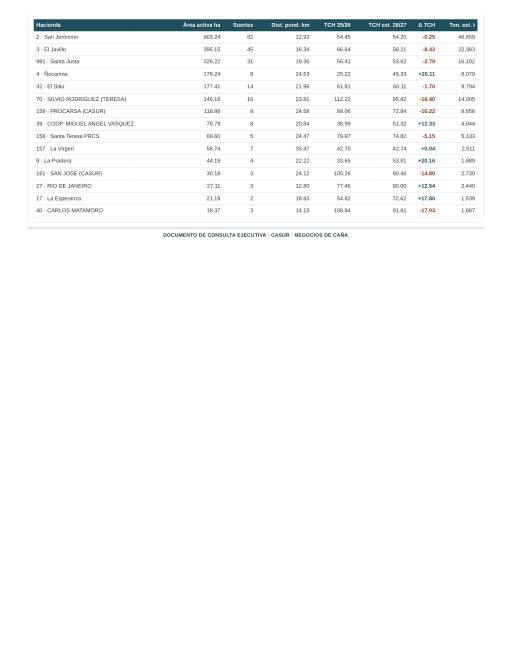 Hacienda Área activa ha Suertes Dist. pond. km TCH 25/26 TCH est. 26/27 Δ TCH Ton. est. t
2 · San Jerónimo 903.24 82 12.93 54.45 54.20 -0.25 46,659
3 · El Javillo 395.15 45 16.34 66.64 58.21 -8.43 22,383
991 · Santa Justa 326.22 31 19.36 56.41 53.62 -2.79 16,102
4 · Ñocarime 178.24 8 24.53 25.22 45.33 +20.11 8,079
32 · El Sitio 177.41 14 21.96 61.81 60.11 -1.70 9,794
70 · SILVIO RODRIGUEZ (TERESA) 146.16 16 23.81 112.22 95.82 -16.40 14,005
159 · PROCARSA (CASUR) 118.86 8 24.58 89.06 72.84 -16.22 8,658
39 · COOP. MIGUEL ANGEL VASQUEZ 78.79 8 20.84 38.99 51.32 +12.33 4,044
158 · Santa Teresa PRCS 68.60 5 24.47 79.97 74.82 -5.15 5,133
157 · La Virgen 58.74 7 35.47 42.70 42.74 +0.04 2,511
9 · La Pradera 44.19 4 22.22 33.65 53.81 +20.16 1,889
161 · SAN JOSE (CASUR) 30.18 3 24.12 105.26 90.46 -14.80 2,730
27 · RIO DE JANEIRO 27.11 3 12.80 77.46 90.00 +12.54 2,440
17 · La Esperanza 21.19 2 18.83 54.82 72.62 +17.80 1,539
40 · CARLOS MATAMORO 18.37 3 14.15 108.84 91.81 -17.03 1,687
DOCUMENTO DE CONSULTA EJECUTIVA · CASUR · NEGOCIOS DE CAÑA